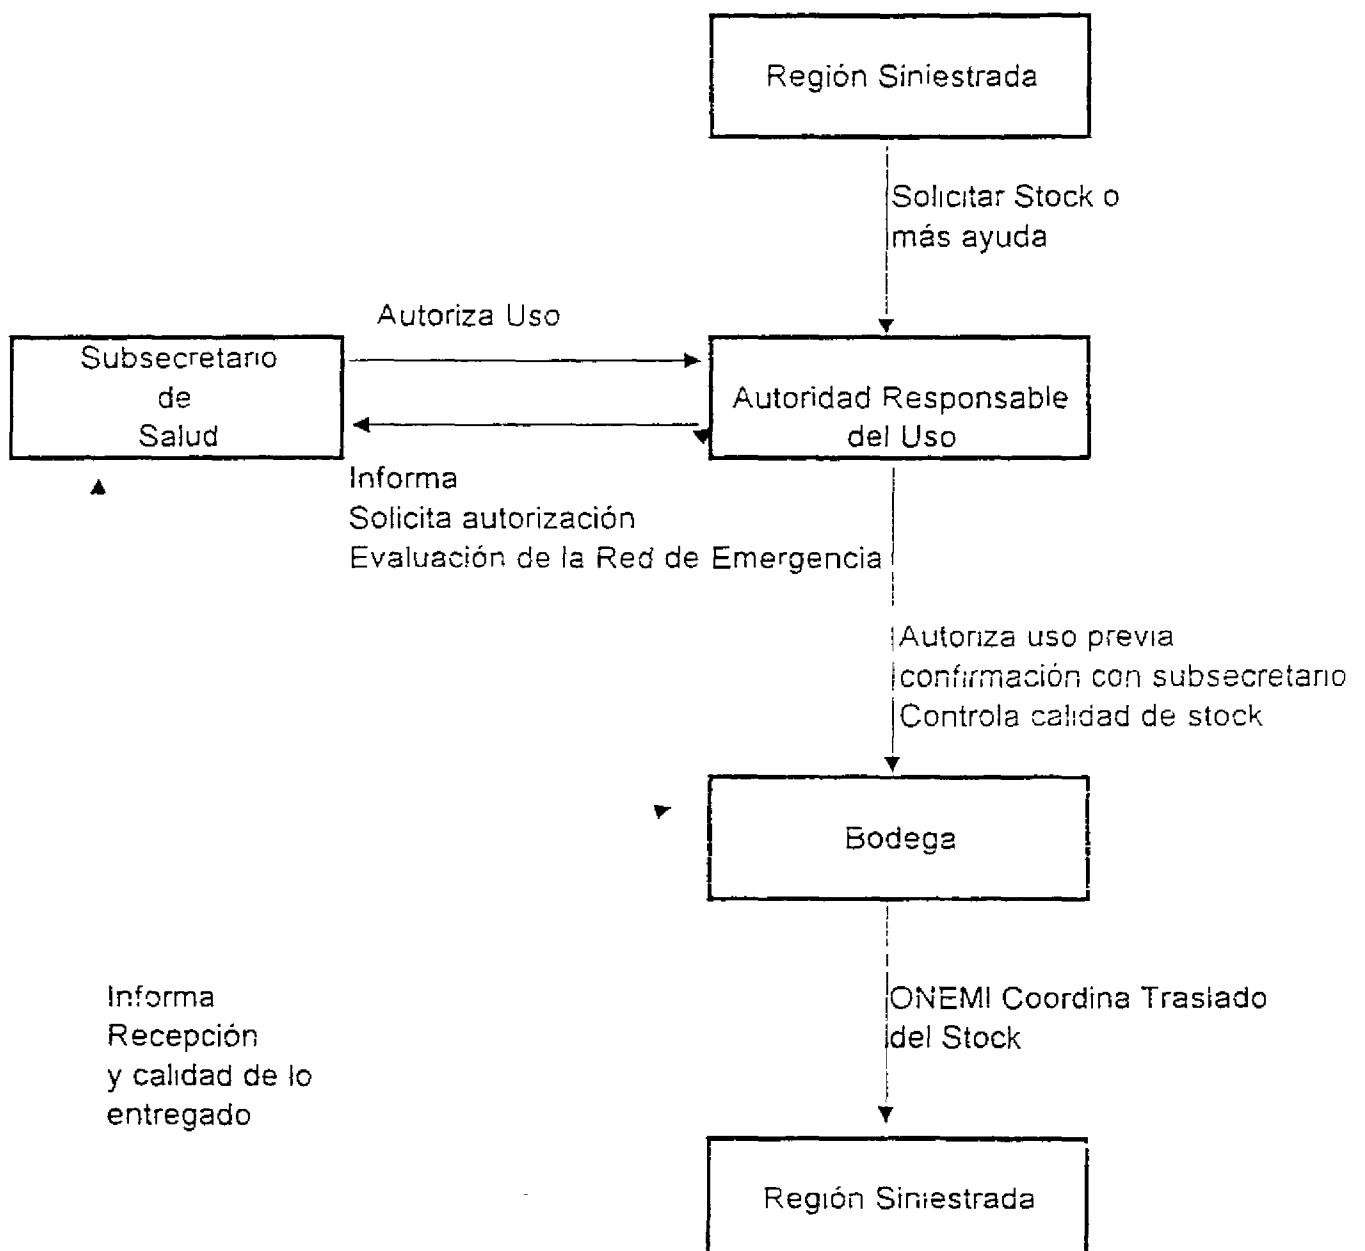 Región Siniestrada
Solicitar Stock o
más ayuda
Autoriza Uso
Subsecretario
de
Salud
Autoridad Responsable
del Uso
Informa
Solicita autorización
Evaluación de la Red de Emergencia
Autoriza uso previa
confirmación con subsecretario
Controla calidad de stock
Bodega
Informa
Recepción
y calidad de lo
entregado
ONEMI Coordina Traslado
del Stock
Región Siniestrada